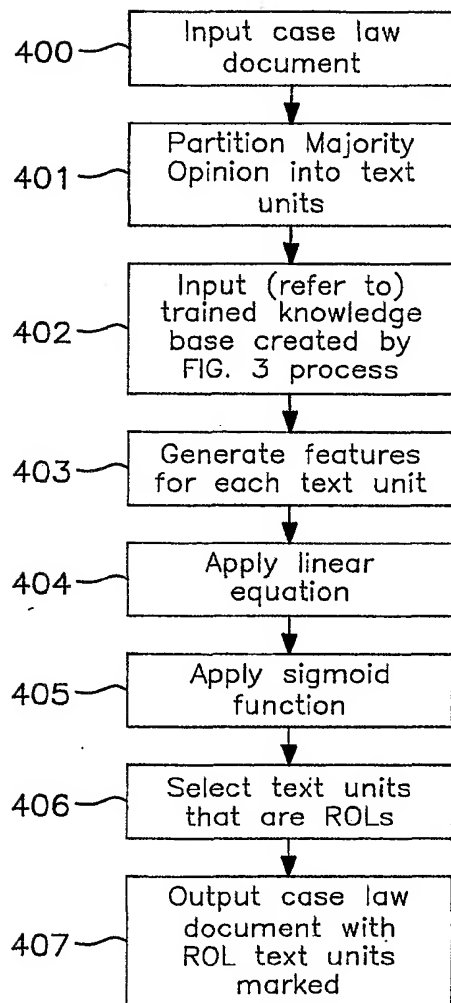 400
Input case law
document
401
Partition Majority
Opinion into text
units
402
Input (refer to)
trained knowledge
base created by
FIG. 3 process
403
Generate features
for each text unit
404
Apply linear
equation
405
Apply sigmoid
function
406
Select text units
that are ROLs
407
Output case law
document with
ROL text units
marked